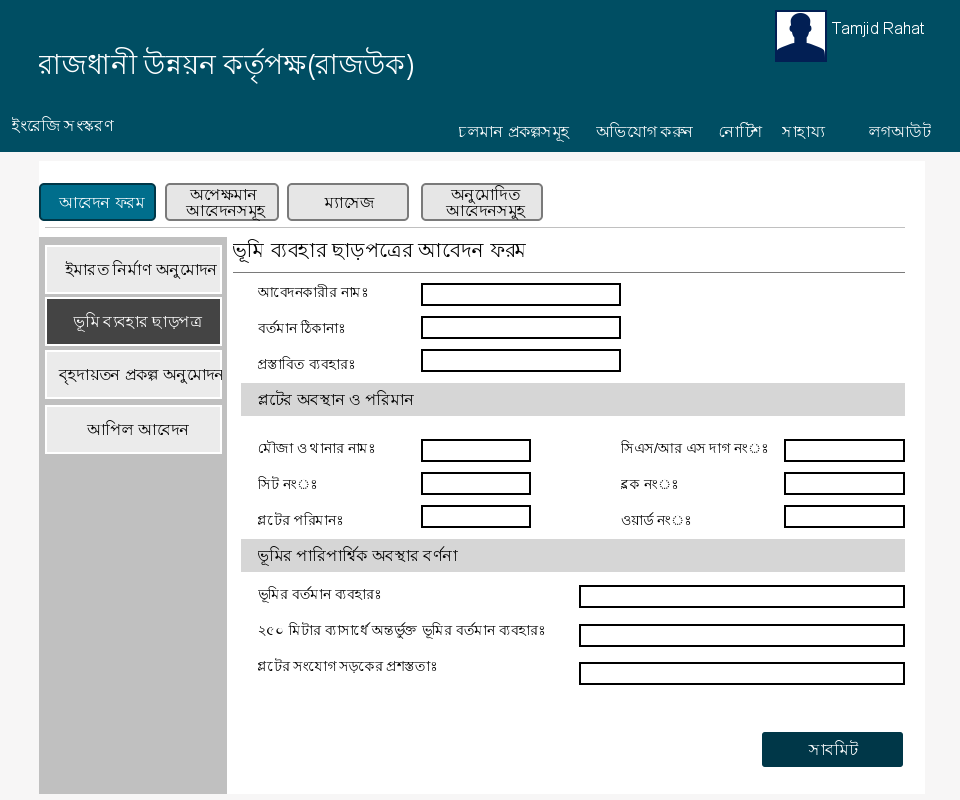 Tamjid Rahat
রাজধানী উন্নয়ন কর্তৃপক্ষ(রাজউক)
ইংরেজি সংস্করণ
চলমান প্রকল্পসমূহ অভিযোগ করুন নোটিশ সাহায্য লগআউট
আবেদন ফরম
অপেক্ষমান
আবেদনসমূহ
ম্যাসেজ
অনুমোদিত
আবেদনসমুহ
ইমারত নির্মাণ অনুমোদন
ভূমি ব্যবহার ছাড়পত্র
বৃহদায়তন প্রকল্প অনুমোদন
আপিল আবেদন
ভূমি ব্যবহার ছাড়পত্রের আবেদন ফরম
আবেদনকারীর নামঃ
বর্তমান ঠিকানাঃ
প্রস্তাবিত ব্যবহারঃ
প্লটের অবস্থান ও পরিমান
মৌজা ও থানার নামঃ
সিএস/আর এস দাগ নংঃ
সিট নংঃ
ব্লক নংঃ
প্লটের পরিমানঃ
ওয়ার্ড নংঃ
ভূমির পারিপার্শ্বিক অবস্থার বর্ণনা
ভূমির বর্তমান ব্যবহারঃ
২৫০ মিটার ব্যাসার্ধে অন্তর্ভুক্ত ভূমির বর্তমান ব্যবহারঃ
প্লটের সংযোগ সড়কের প্রশস্ততাঃ
সাবমিট